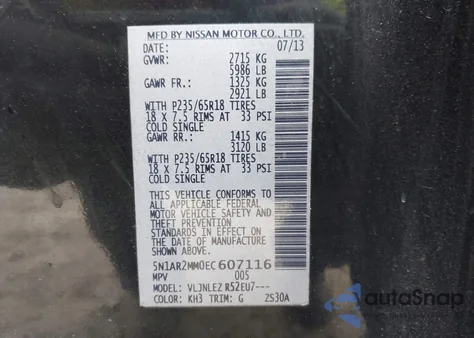 MFD BY NISSAN MOTOR CO., LTD.
DATE: 07/13
GVWR: 2715 KG
5986 LB
GAWR FR.: 1325 KG
2921 LB
WITH P235/65R18 TIRES
18 X 7.5 RIMS AT 33 PSI
COLD SINGLE
GAWR RR.: 1415 KG
3120 LB
WITH P235/65R18 TIRES
18 X 7.5 RIMS AT 33 PSI
COLD SINGLE
THIS VEHICLE CONFORMS TO
ALL APPLICABLE FEDERAL
MOTOR VEHICLE SAFETY AND
THEFT PREVENTION
STANDARDS IN EFFECT ON
THE DATE OF MANUFACTURE
SHOWN ABOVE.
5N1AR2MM0EC607116
MPV 005
MODEL: VLJNLEZ R52EU7---
COLOR: KH3 TRIM: G 2S30A
autoSnap